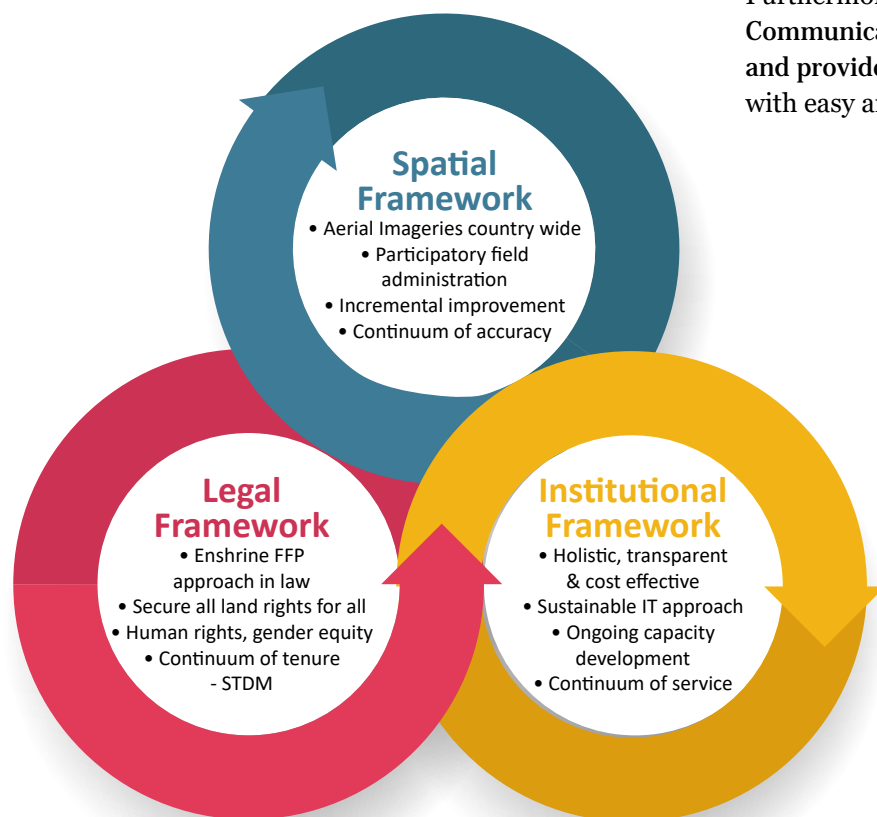 Communica
and provide
with easy a
Spatial
Framework
• Aerial Imageries country wide
• Participatory field
administration
• Incremental improvement
• Continuum of accuracy
Legal
Framework
• Enshrine FFP
approach in law
• Secure all land rights for all
• Human rights, gender equity
• Continuum of tenure
- STDM
Institutional
Framework
• Holistic, transparent
& cost effective
• Sustainable IT approach
• Ongoing capacity
development
• Continuum of service